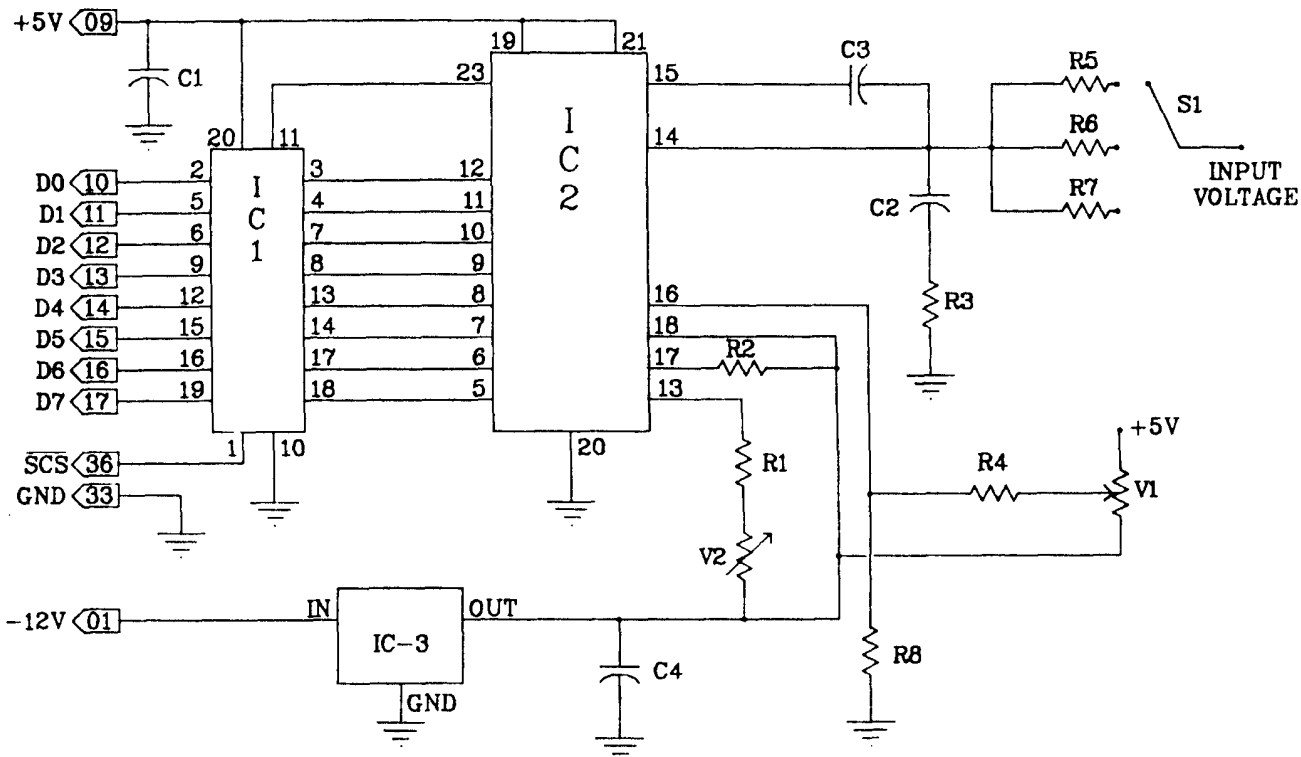 +5V 09
C1
19 21
23
I
C
2
15 C3
14
R5
R6
R7
S1
INPUT
VOLTAGE
C2
R3
20 11
I
C
1
D0 10 2 3 12
D1 11 5 4 11
D2 12 6 7 10
D3 13 9 8 9
D4 14 12 13 8
D5 15 15 14 7
D6 16 16 17 6
D7 17 19 18 5
16
18
17 R2
13
20
1 10
SCS 36
GND 33
R1
V2
R4
+5V
V1
-12V 01
IN OUT
IC-3
GND
C4
R8